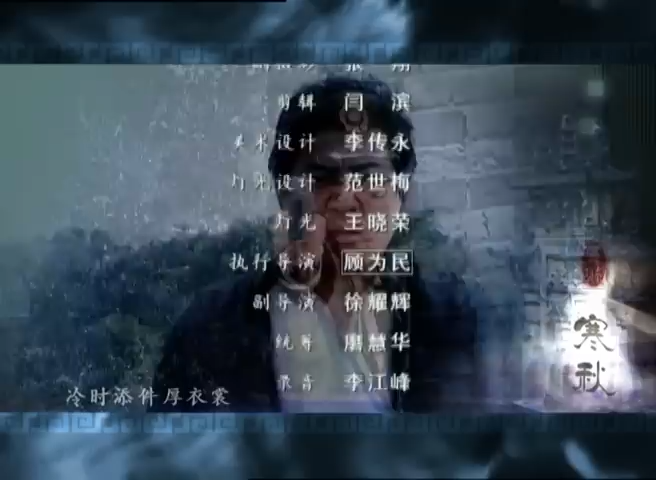 剪辑 闫滨
美术设计 李传永
灯光设计 范世梅
灯光 王晓荣
执行导演 顾为民
副导演 徐耀辉
统筹 周慧华
录音 李江峰
冷时添件厚衣裳
寒秋